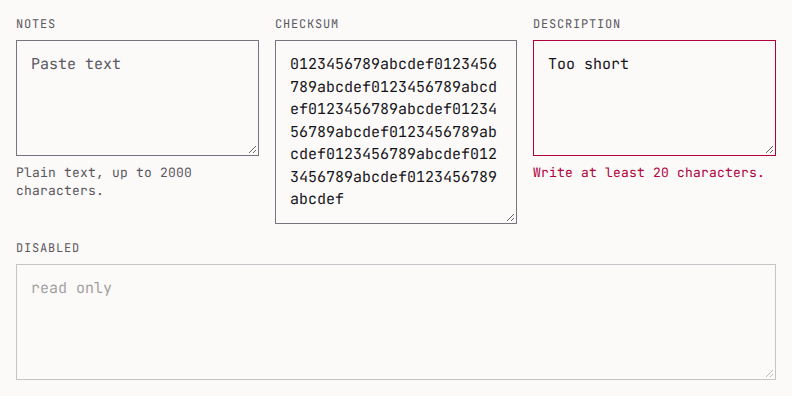 NOTES
Paste text
Plain text, up to 2000
characters.
CHECKSUM
0123456789abcdef0123456
789abcdef0123456789abcd
ef0123456789abcdef01234
56789abcdef0123456789ab
cdef0123456789abcdef012
3456789abcdef0123456789
abcdef
DESCRIPTION
Too short
Write at least 20 characters.
DISABLED
read only